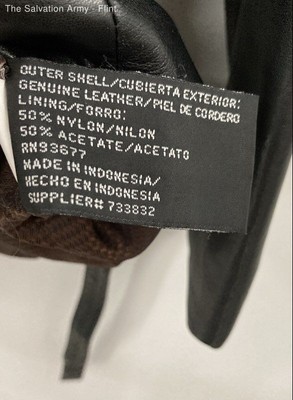 The Salvation Army - Flint
OUTER SHELL/CUBIERTA EXTERIOR:
GENUINE LEATHER/PIEL DE CORDERO
LINING/FORRO:
50% NYLON/NILON
50% ACETATE/ACETATO
RN93677
MADE IN INDONESIA/
HECHO EN INDONESIA
SUPPLIER# 733832